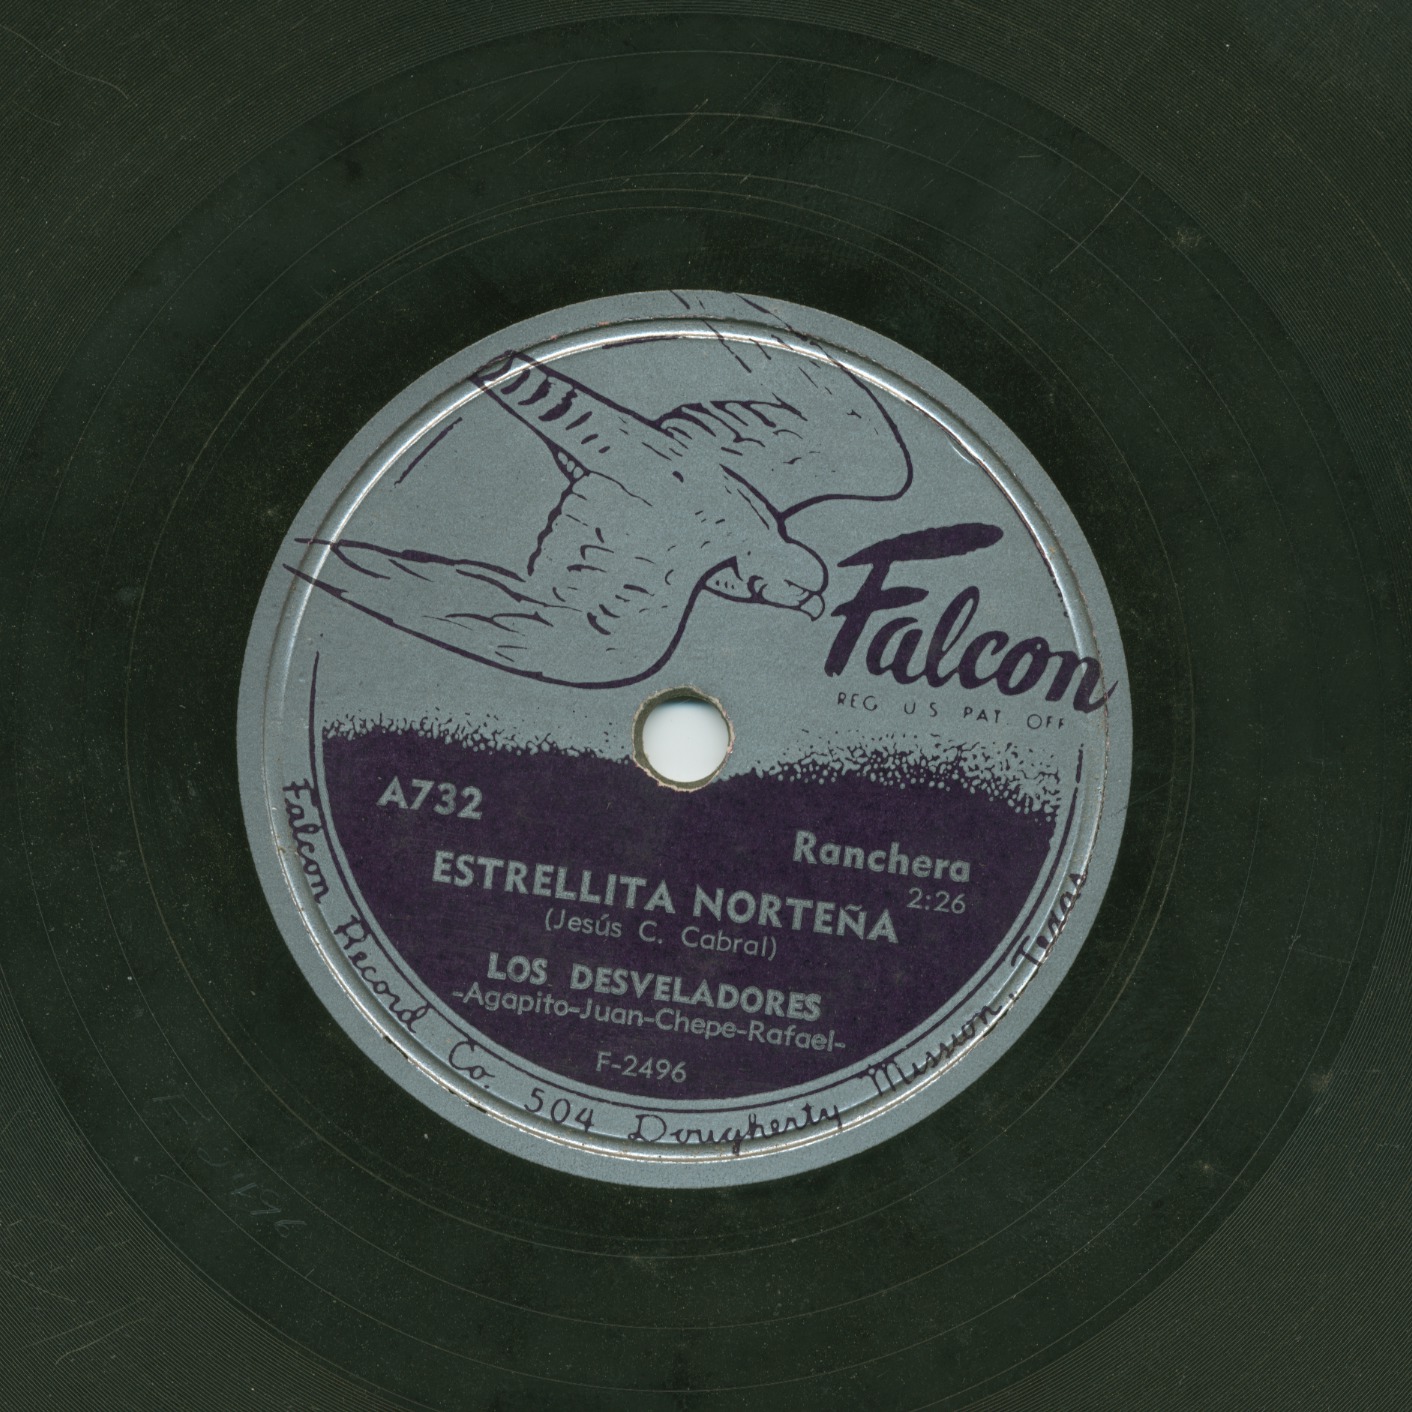 Falcon
REG US PAT OFF
A732
Ranchera
2:26
ESTRELLITA NORTEÑA
(Jesús C. Cabral)
LOS DESVELADORES
-Agapito-Juan-Chepe-Rafael-
F-2496
Falcon Record Co. 504 Dougherty Mission, Texas